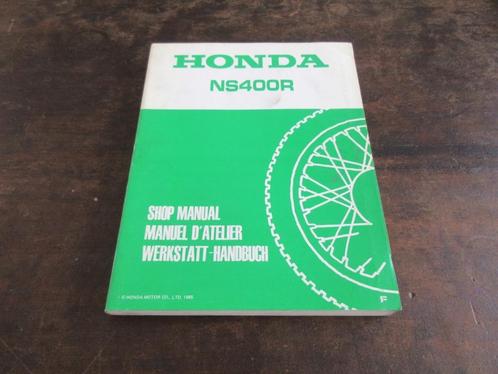 HONDA
NS400R
SHOP MANUAL
MANUEL D'ATELIER
WERKSTATT-HANDBUCH
© HONDA MOTOR CO., LTD. 1985
F